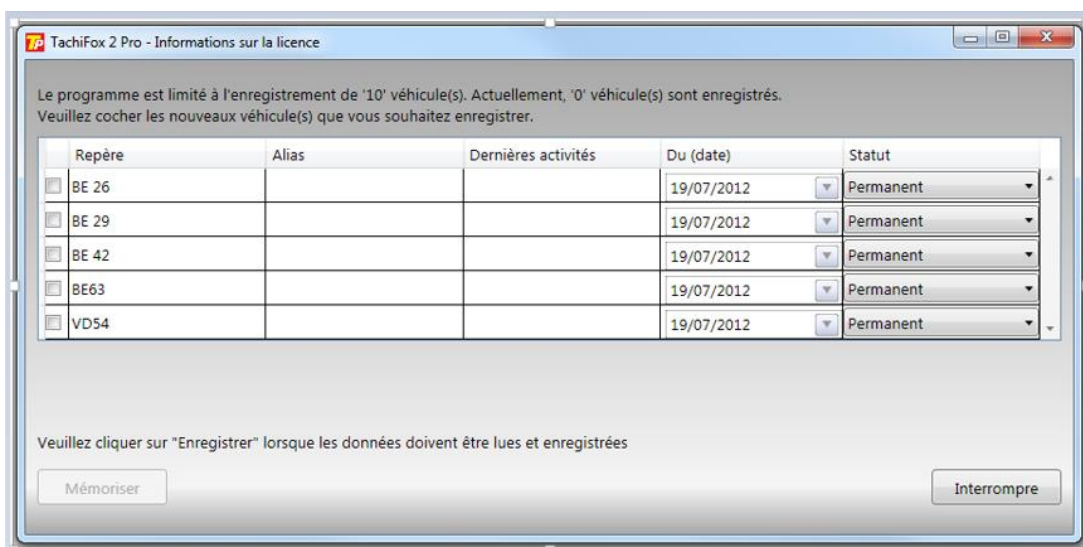 TP TachiFox 2 Pro - Informations sur la licence
Le programme est limité à l'enregistrement de '10' véhicule(s). Actuellement, '0' véhicule(s) sont enregistrés.
Veuillez cocher les nouveaux véhicule(s) que vous souhaitez enregistrer.
Repère Alias Dernières activités Du (date) Statut
BE 26 19/07/2012 Permanent
BE 29 19/07/2012 Permanent
BE 42 19/07/2012 Permanent
BE63 19/07/2012 Permanent
VD54 19/07/2012 Permanent
Veuillez cliquer sur "Enregistrer" lorsque les données doivent être lues et enregistrées
Mémoriser Interrompre